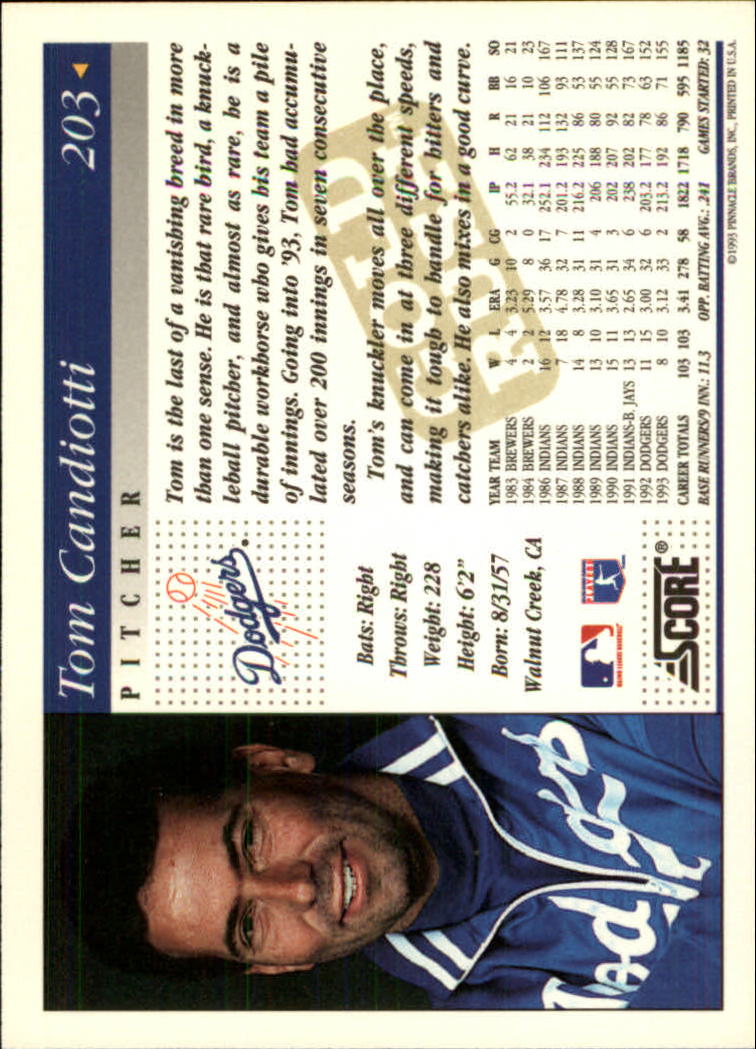 Tom Candiotti 203
PITCHER
Dodgers
Bats: Right
Throws: Right
Weight: 228
Height: 6'2"
Born: 8/31/57
Walnut Creek, CA
MAJOR LEAGUE BASEBALL
PLAYERS
SCORE®
Tom is the last of a vanishing breed in more
than one sense. He is that rare bird, a knuck-
leball pitcher, and almost as rare, he is a
durable workhorse who gives his team a pile
of innings. Going into '93, Tom had accumu-
lated over 200 innings in seven consecutive
seasons.
Tom's knuckler moves all over the place,
and can come in at three different speeds,
making it tough to handle for hitters and
catchers alike. He also mixes in a good curve.
GOLD
RUSH
TM
YEAR TEAM W L ERA G CG IP H R BB SO
1983 BREWERS 4 4 3.23 10 2 55.2 62 21 16 21
1984 BREWERS 2 2 5.29 8 0 32.1 38 21 10 23
1986 INDIANS 16 12 3.57 36 17 252.1 234 112 106 167
1987 INDIANS 7 18 4.78 32 7 201.2 193 132 93 111
1988 INDIANS 14 8 3.28 31 11 216.2 225 86 53 137
1989 INDIANS 13 10 3.10 31 4 206 188 80 55 124
1990 INDIANS 15 11 3.65 31 3 202 207 92 55 128
1991 INDIANS-B. JAYS 13 13 2.65 34 6 238 202 82 73 167
1992 DODGERS 11 15 3.00 32 6 203.2 177 78 63 152
1993 DODGERS 8 10 3.12 33 2 213.2 192 86 71 155
CAREER TOTALS 103 103 3.41 278 58 1822 1718 790 595 1185
BASE RUNNERS/9 INN.: 11.3 OPP. BATTING AVG.: .241 GAMES STARTED: 32
©1993 PINNACLE BRANDS, INC., PRINTED IN U.S.A.
Dodgers